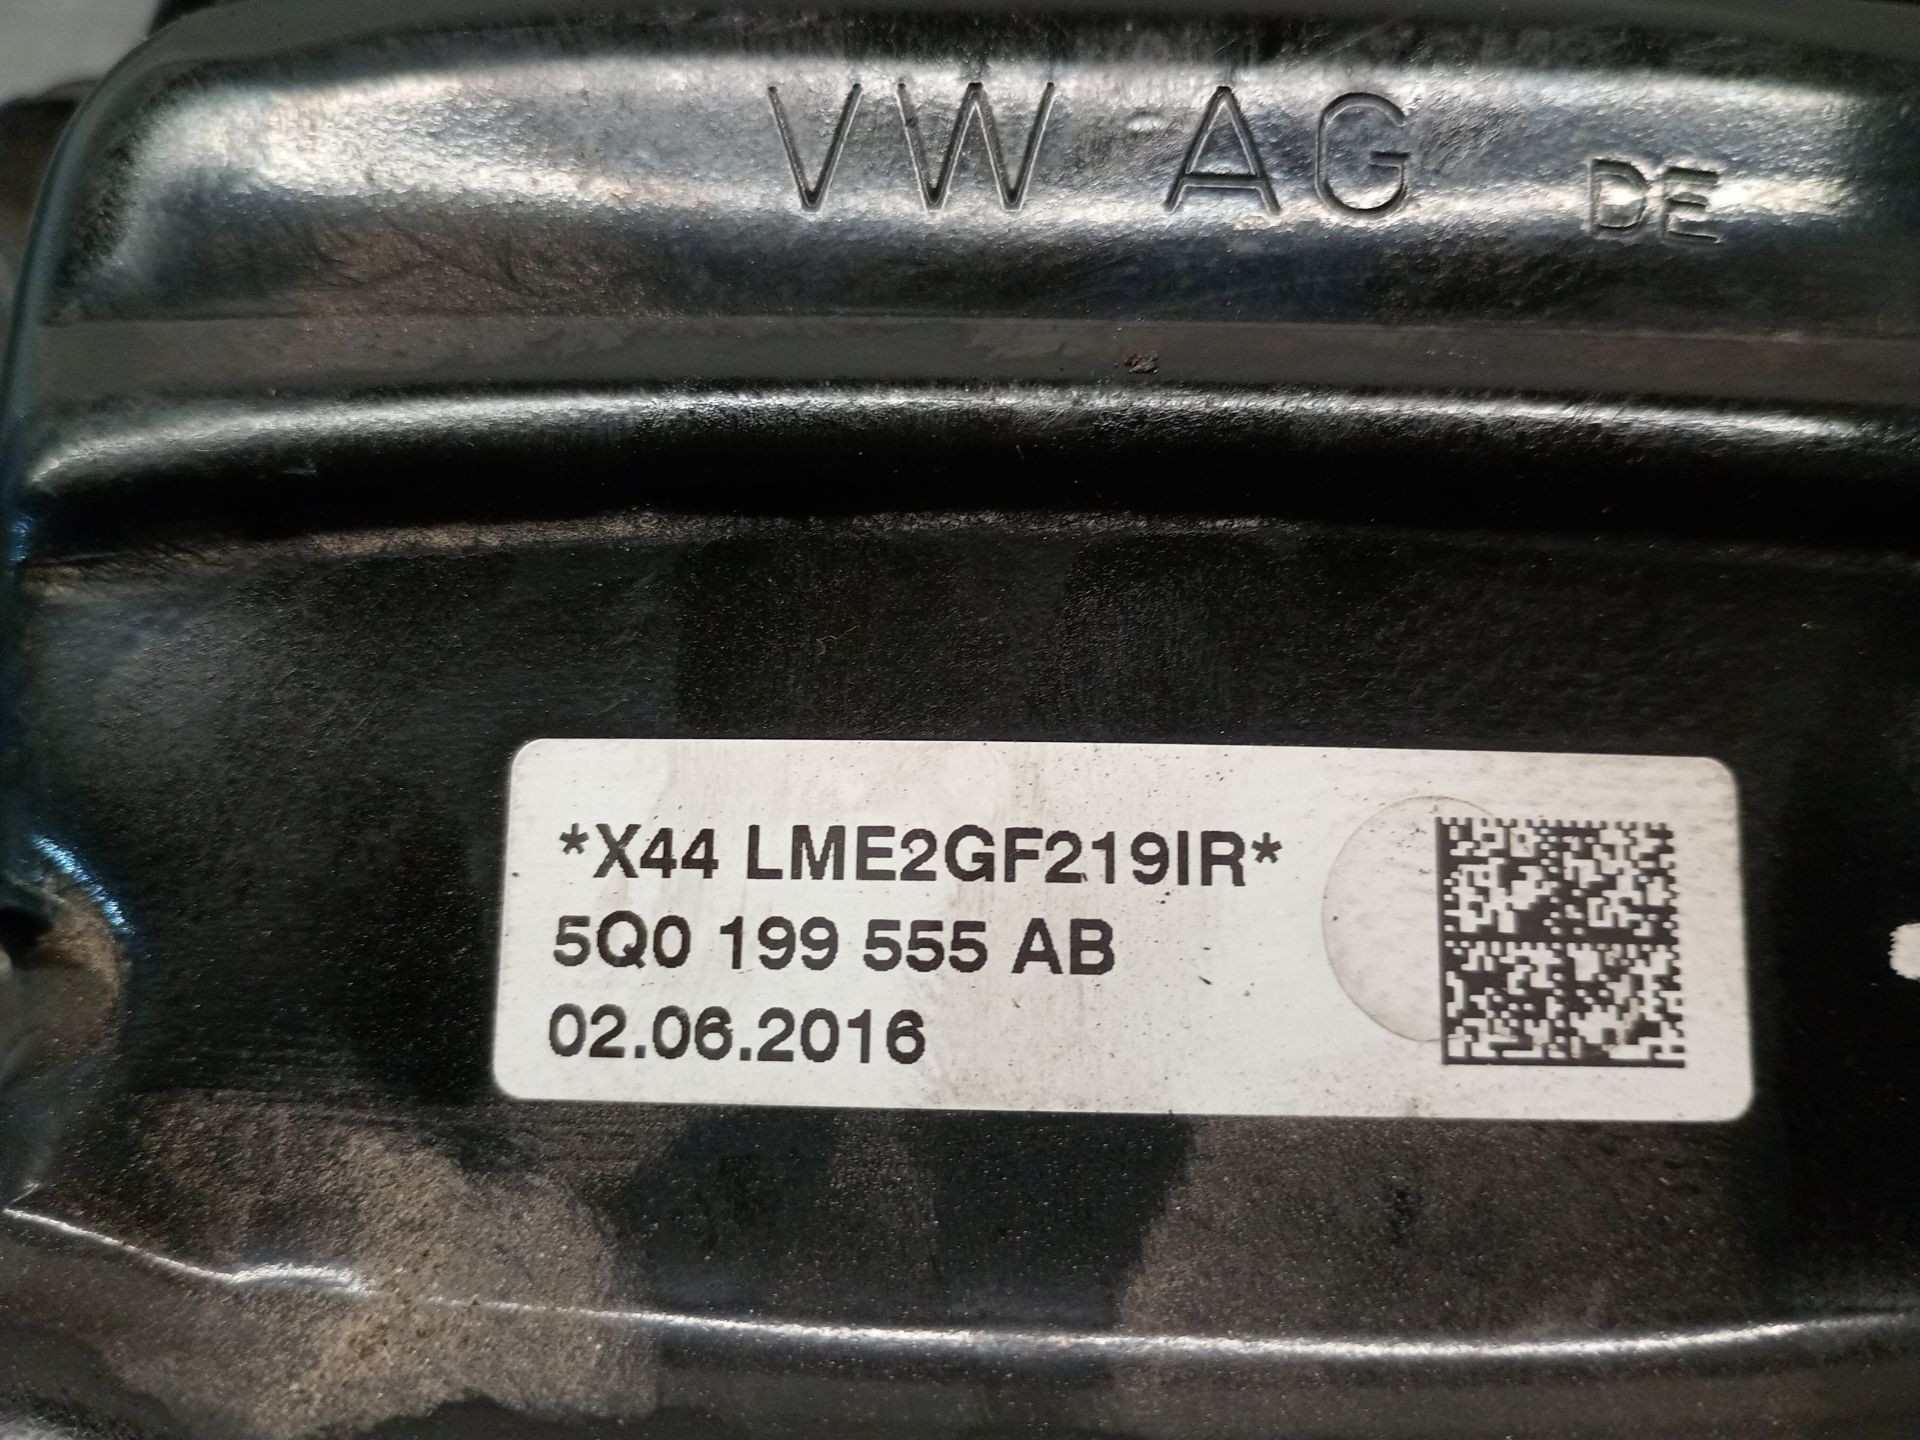 VW AG DE
*X44 LME2GF219IR*
5Q0 199 555 AB
02.06.2016